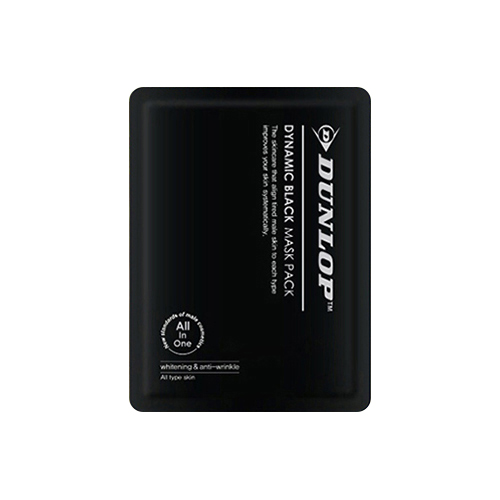 DUNLOP™
DYNAMIC BLACK MASK PACK
The skincare that align tired male skin to each type
improves your skin systematically.
new standards of male cosmetics
All
In
One
whitening & anti-wrinkle
All type skin